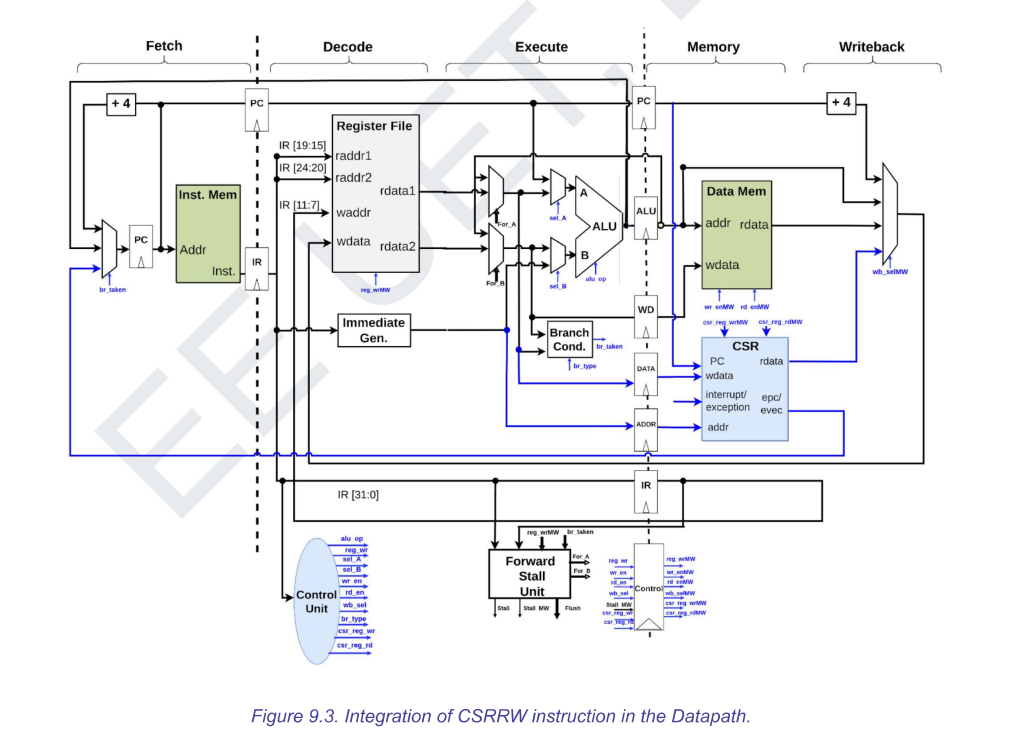 EE UET.
Fetch
Decode
Execute
Memory
Writeback
+ 4
PC
PC
+ 4
Register File
IR [19:15]
raddr1
IR [24:20]
raddr2
rdata1
IR [11:7]
waddr
wdata
rdata2
reg_wrMW
Inst. Mem
Addr
Inst.
PC
br_taken
IR
For_A
For_B
sel_A
sel_B
A
B
ALU
alu_op
ALU
Data Mem
addr
rdata
wdata
wr_enMW
rd_enMW
wb_selMW
Immediate
Gen.
Branch
Cond.
br_taken
br_type
WD
DATA
ADDR
csr_reg_wrMW
csr_reg_rdMW
CSR
PC
rdata
wdata
interrupt/
exception
epc/
evec
addr
IR [31:0]
IR
Control
Unit
alu_op
reg_wr
sel_A
sel_B
wr_en
rd_en
wb_sel
br_type
csr_reg_wr
csr_reg_rd
reg_wrMW
br_taken
Forward
Stall
Unit
For_A
For_B
Stall
Stall_MW
Flush
reg_wr
wr_en
rd_en
wb_sel
Stall_MW
csr_reg_wr
csr_reg_rd
Control
reg_wrMW
wr_enMW
rd_enMW
wb_selMW
csr_reg_wrMW
csr_reg_rdMW
Figure 9.3. Integration of CSRRW instruction in the Datapath.